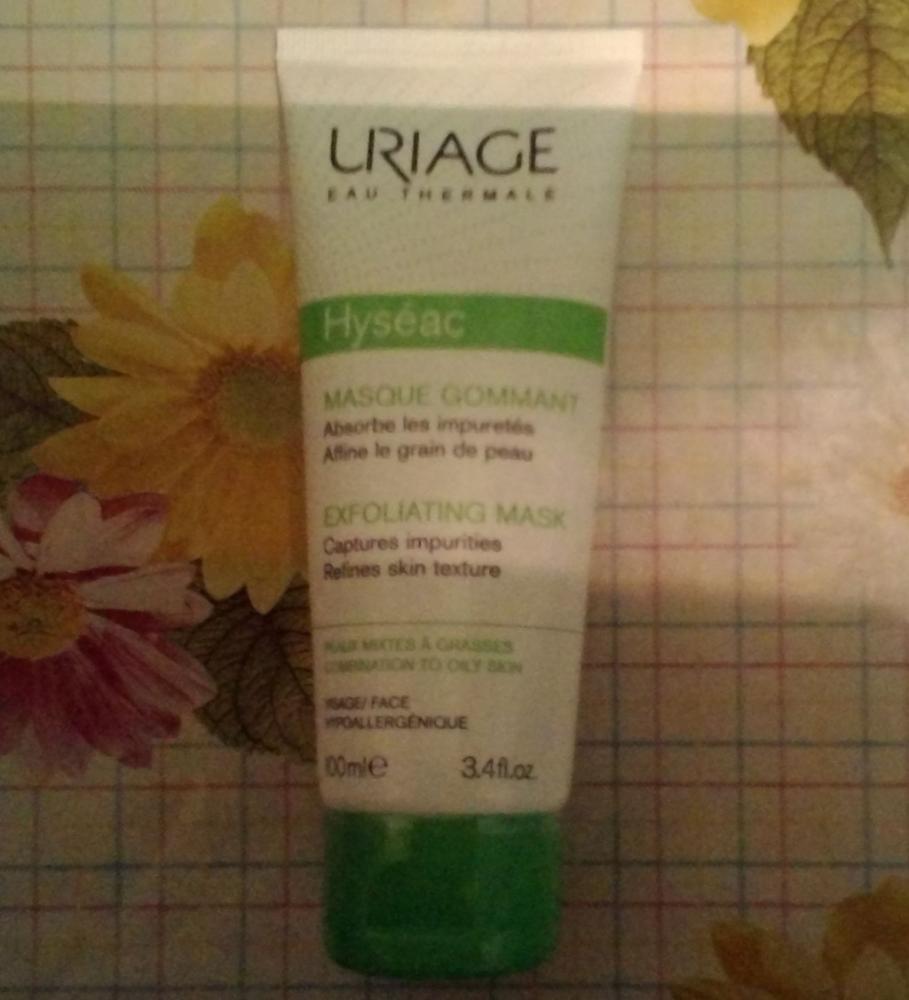 URIAGE
EAU THERMALE
Hyséac
MASQUE GOMMANT
Absorbe les impuretés
Affine le grain de peau
EXFOLIATING MASK
Captures impurities
Refines skin texture
PEAUX MIXTES À GRASSES
COMBINATION TO OILY SKIN
VISAGE/ FACE
HYPOALLERGÉNIQUE
100ml℮ 3.4fl.oz.